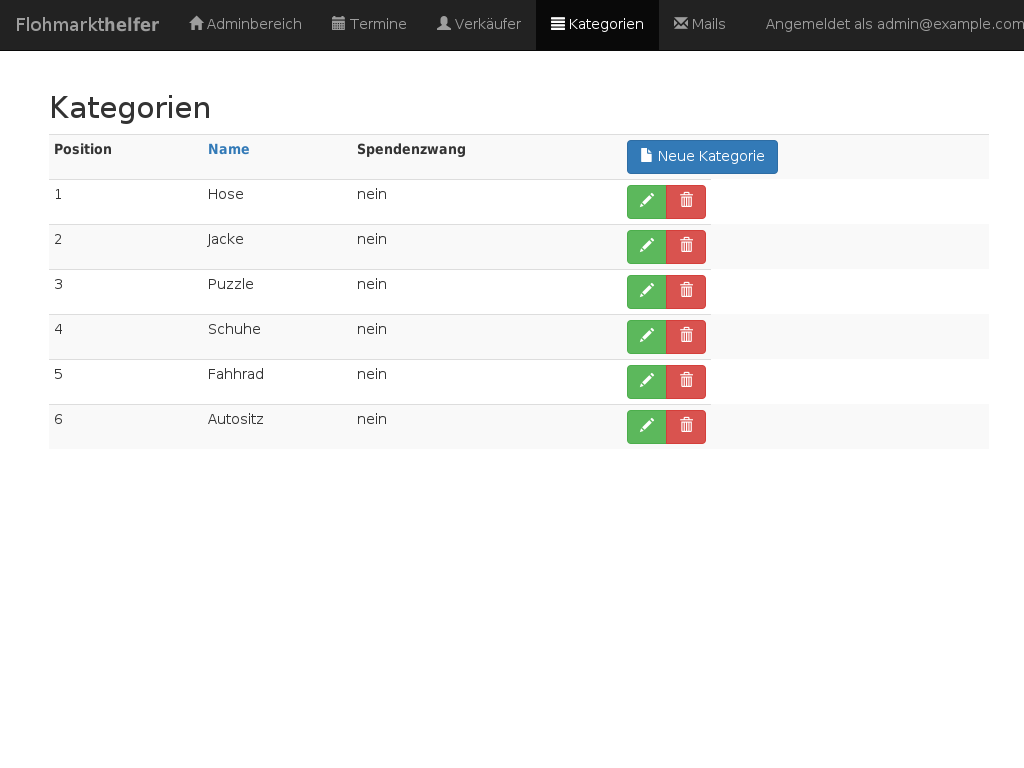 Flohmarkthelfer Adminbereich Termine Verkäufer Kategorien Mails Angemeldet als admin@example.com
Kategorien
Position Name Spendenzwang Neue Kategorie
1 Hose nein
2 Jacke nein
3 Puzzle nein
4 Schuhe nein
5 Fahhrad nein
6 Autositz nein